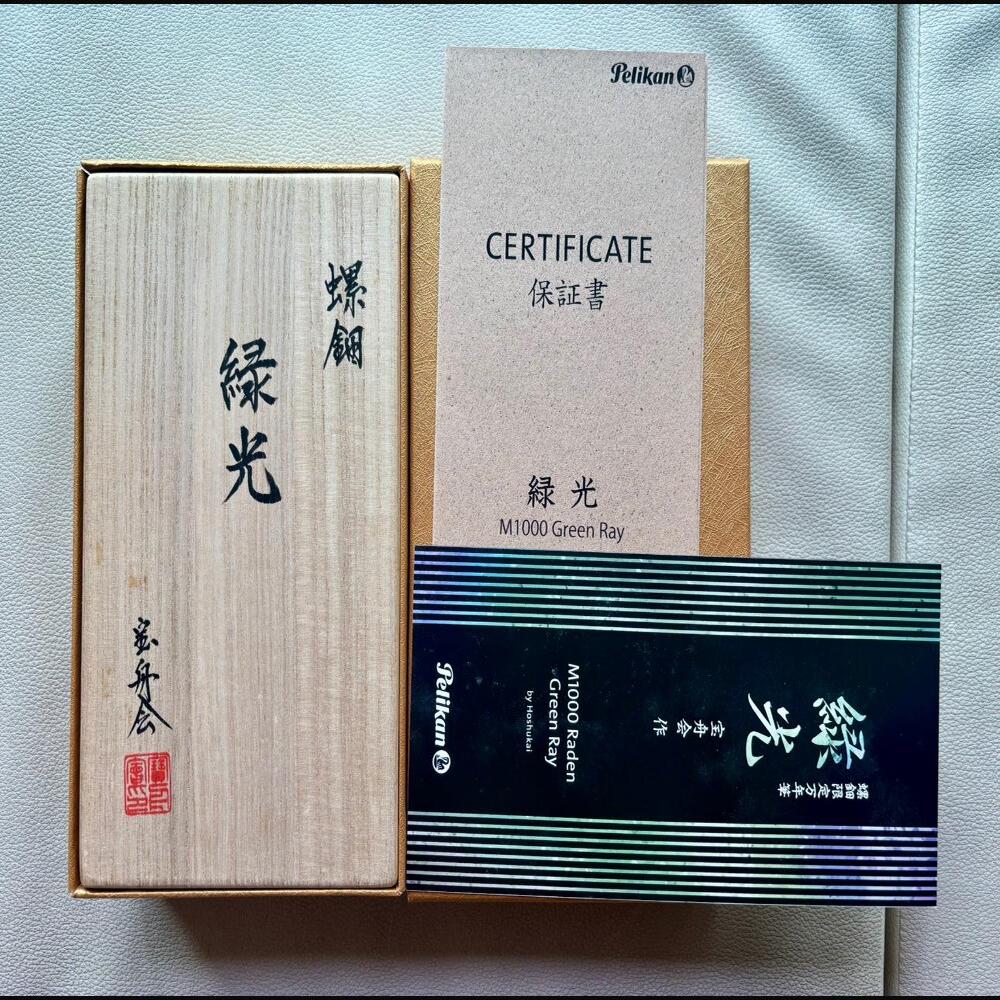 螺鈿
緑光
宝舟会
Pelikan
CERTIFICATE
保証書
緑光
M1000 Green Ray
螺鈿限定万年筆
緑光
宝舟会 作
M1000 Raden
Green Ray
by Hoshukai
Pelikan